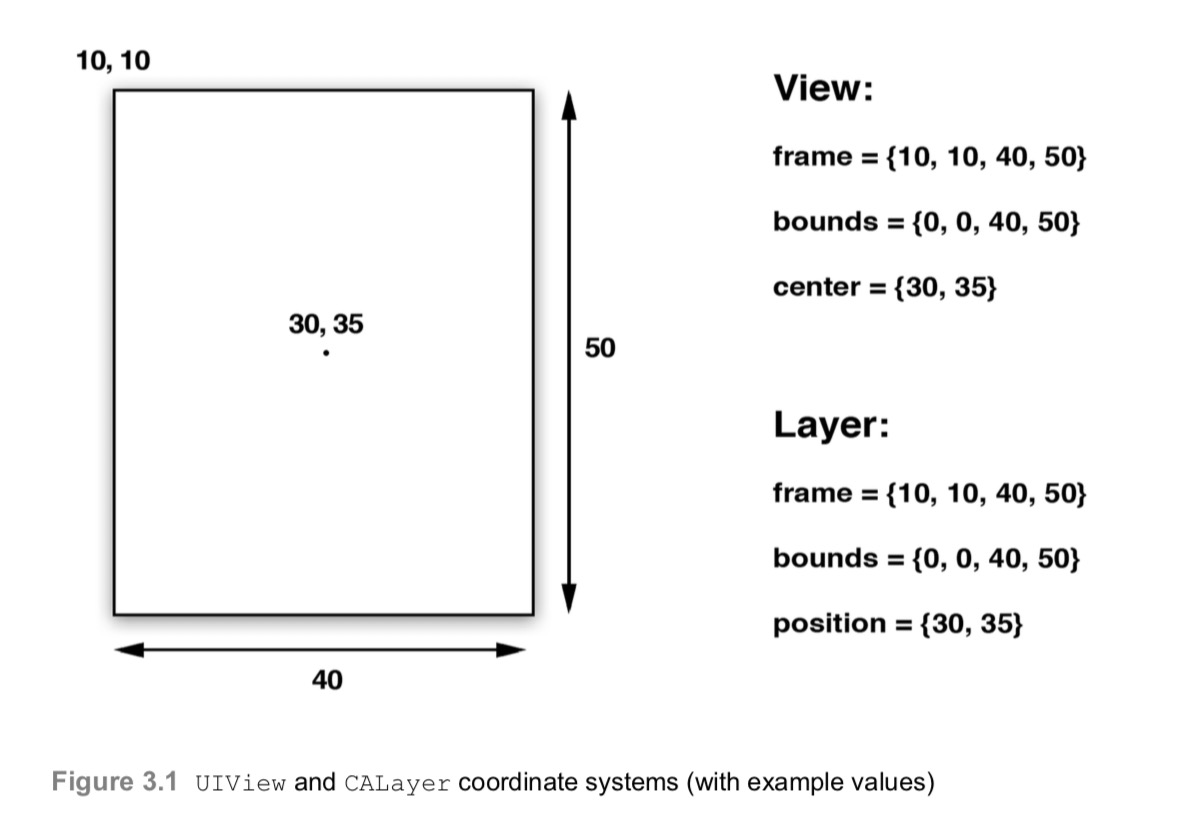 10, 10
30, 35
50
40
View:
frame = {10, 10, 40, 50}
bounds = {0, 0, 40, 50}
center = {30, 35}
Layer:
frame = {10, 10, 40, 50}
bounds = {0, 0, 40, 50}
position = {30, 35}
Figure 3.1 UIView and CALayer coordinate systems (with example values)